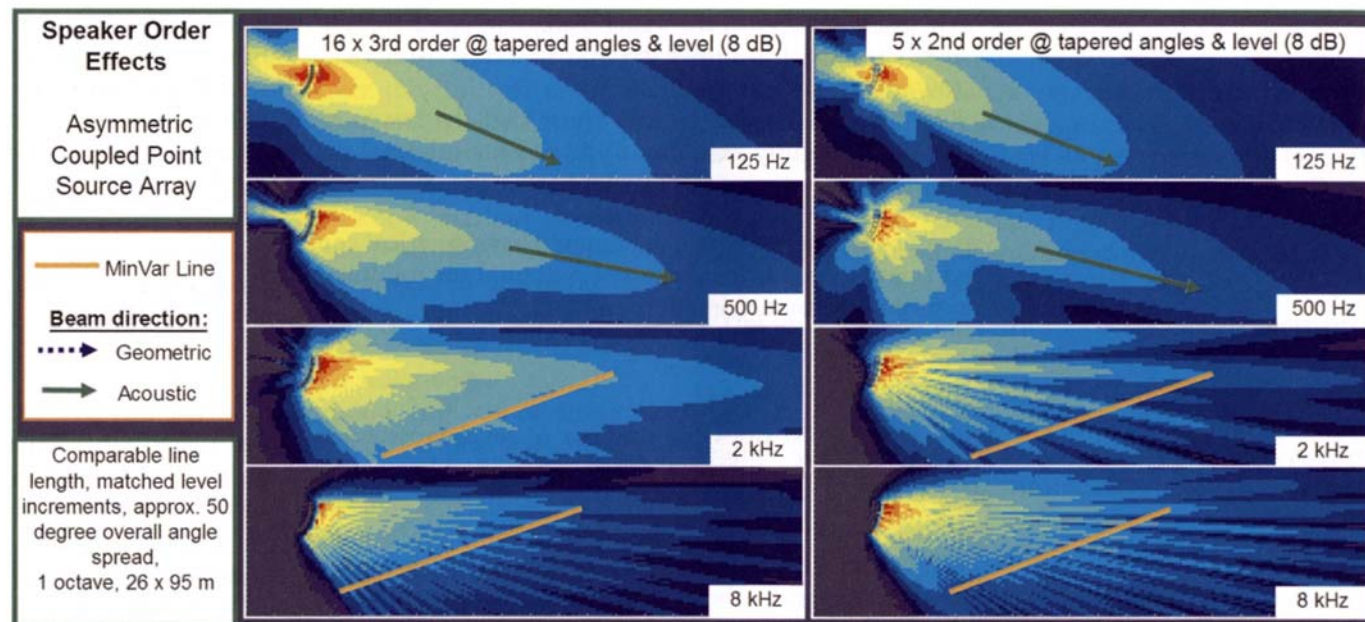 Speaker Order
Effects
Asymmetric
Coupled Point
Source Array
MinVar Line
Beam direction:
Geometric
Acoustic
Comparable line
length, matched level
increments, approx. 50
degree overall angle
spread,
1 octave, 26 x 95 m
16 x 3rd order @ tapered angles & level (8 dB)
125 Hz
500 Hz
2 kHz
8 kHz
5 x 2nd order @ tapered angles & level (8 dB)
125 Hz
500 Hz
2 kHz
8 kHz